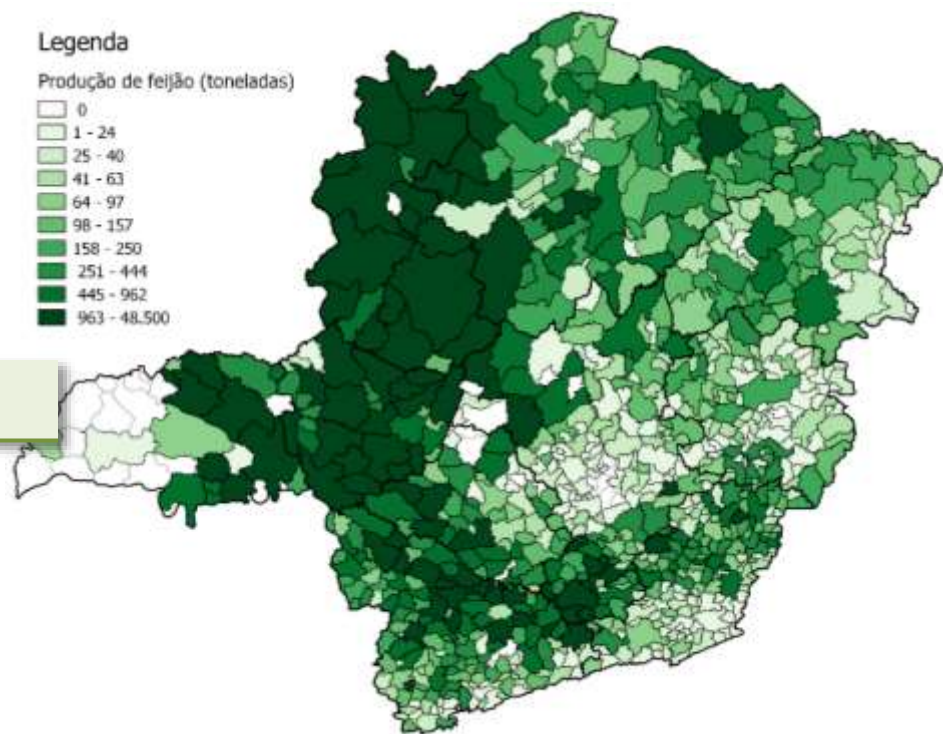 Legenda
Produção de feijão (toneladas)
0
1 - 24
25 - 40
41 - 63
64 - 97
98 - 157
158 - 250
251 - 444
445 - 962
963 - 48.500